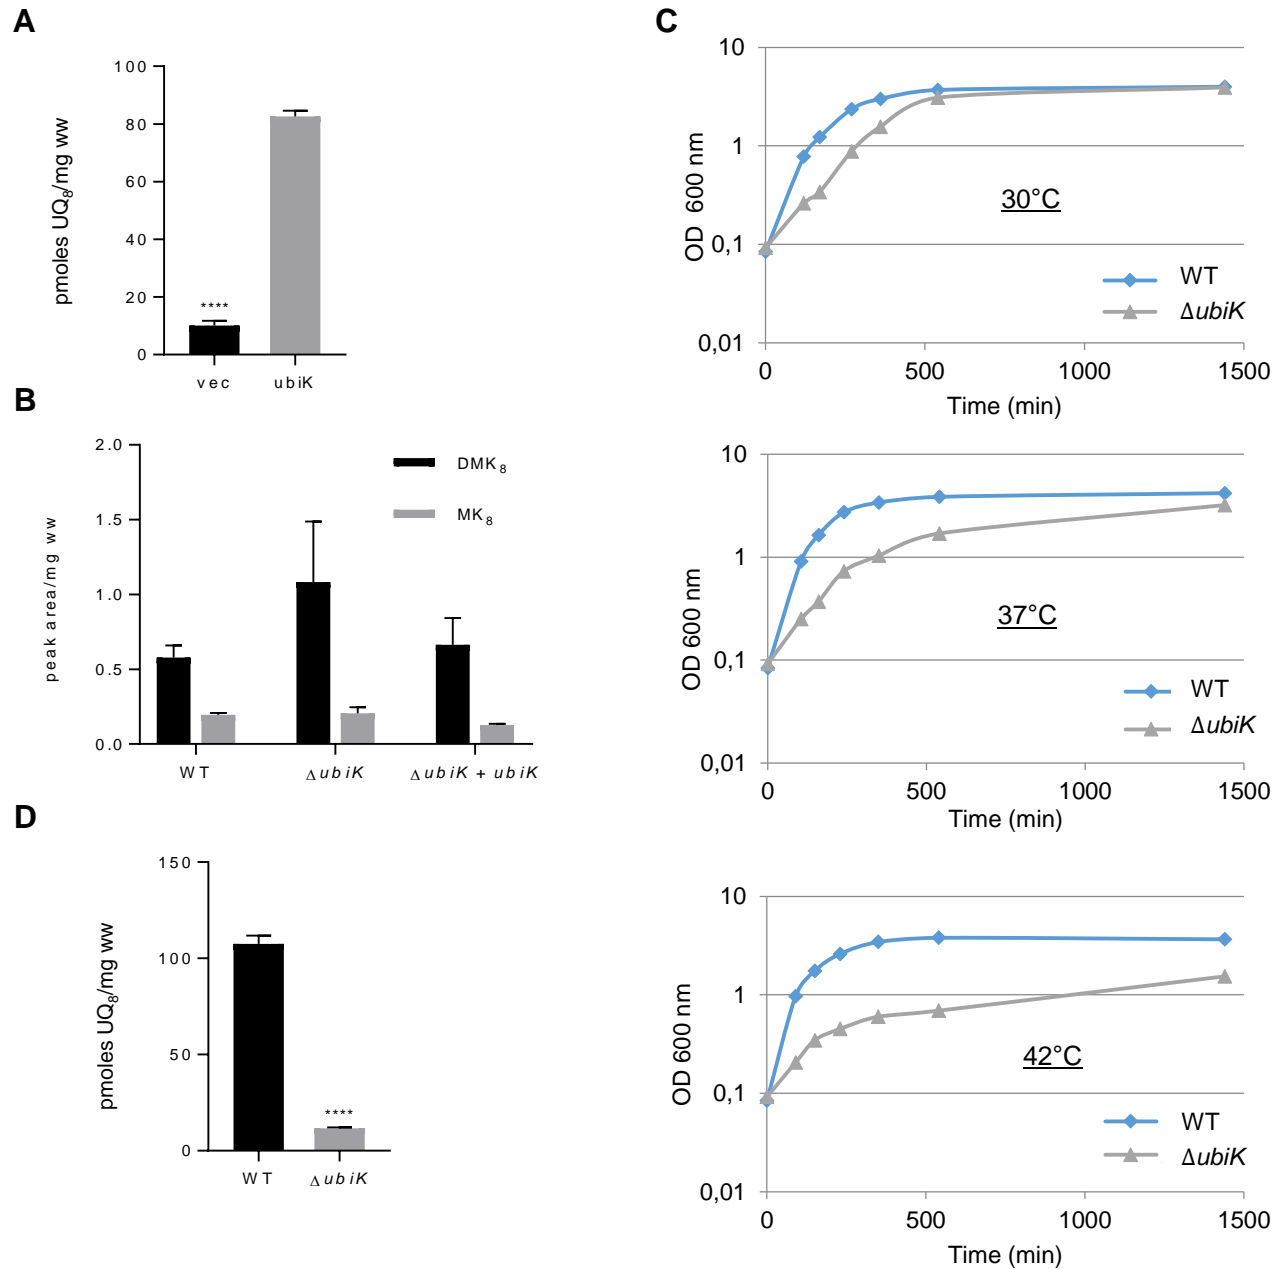 A
100
80
60
40
20
0
pmoles UQ8/mg ww
****
vec ubiK
B
2.0
1.5
1.0
0.5
0.0
peak area/mg ww
DMK8
MK8
WT ΔubiK ΔubiK + ubiK
D
150
100
50
0
pmoles UQ8/mg ww
****
WT ΔubiK
C
10
1
0,1
0,01
OD 600 nm
30°C
WT
ΔubiK
0 500 1000 1500
Time (min)
10
1
0,1
0,01
OD 600 nm
37°C
WT
ΔubiK
0 500 1000 1500
Time (min)
10
1
0,1
0,01
OD 600 nm
42°C
WT
ΔubiK
0 500 1000 1500
Time (min)